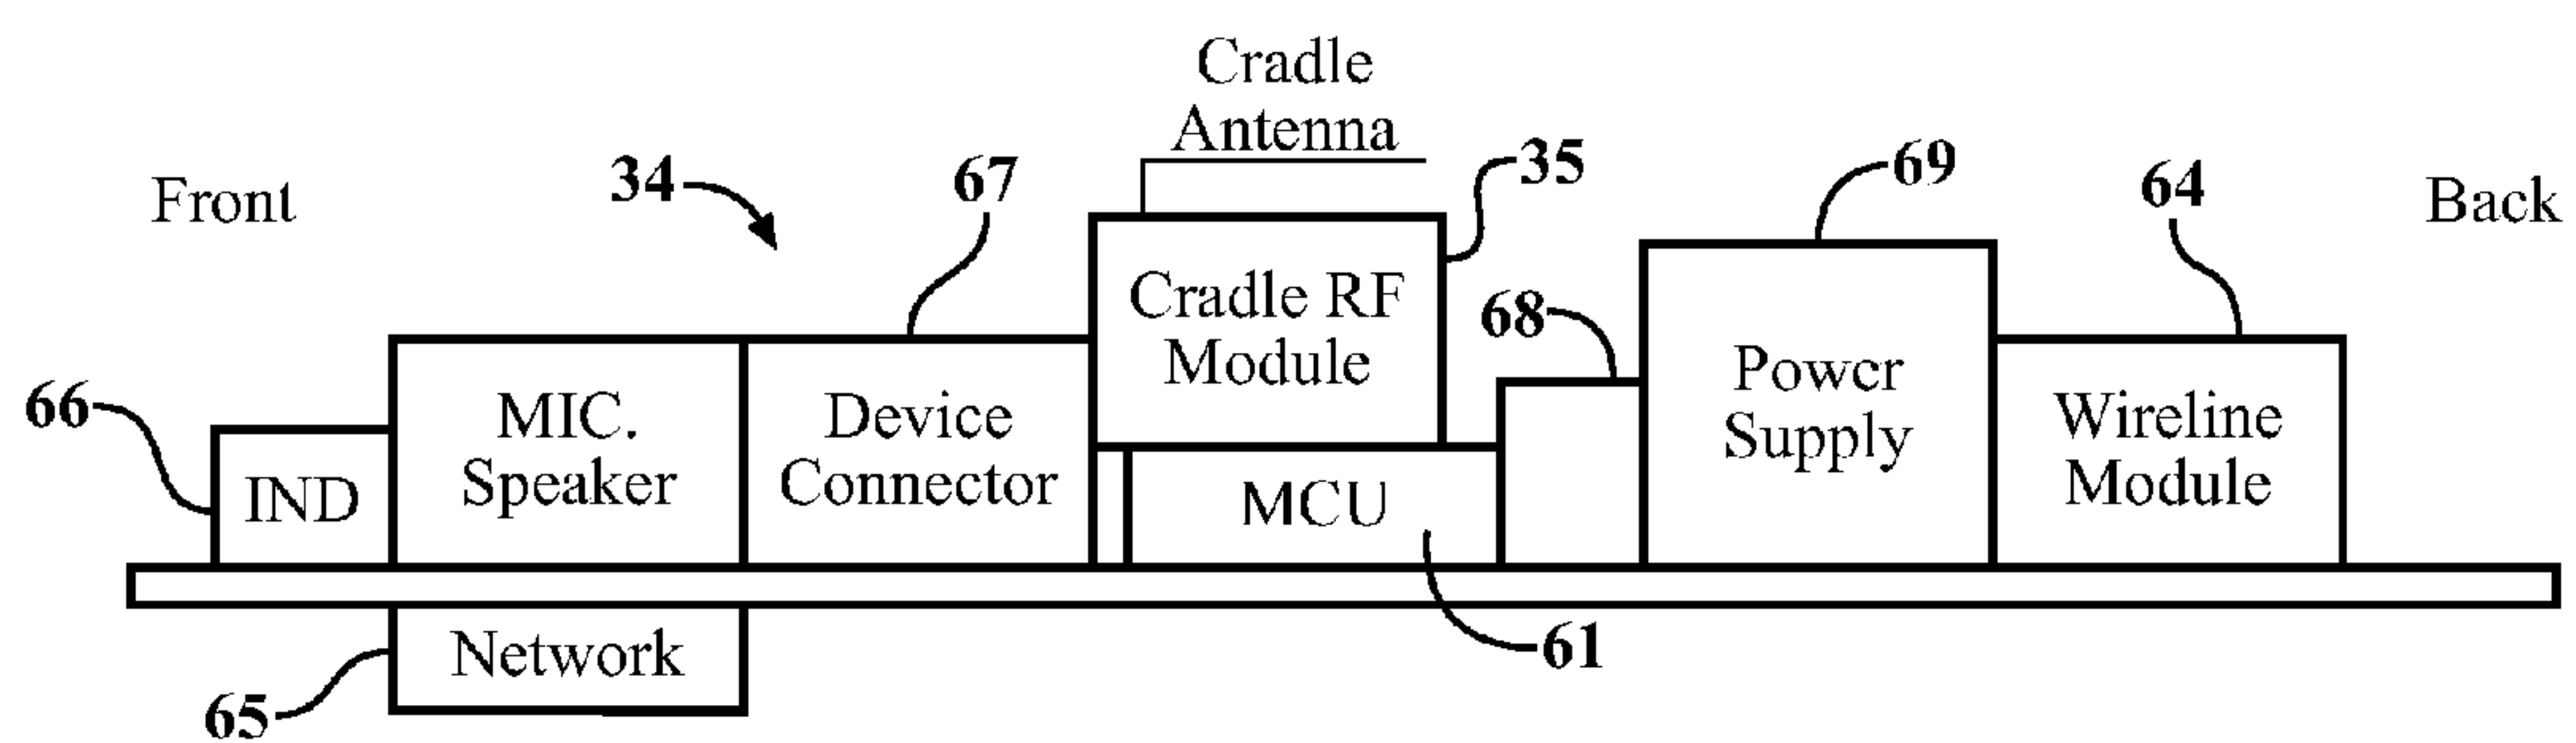 Cradle
Antenna
Front
34
67
35
69
64
Back
Cradle RF
Module
68
66
IND
MIC.
Speaker
Device
Connector
MCU
Power
Supply
Wireline
Module
Network
65
61